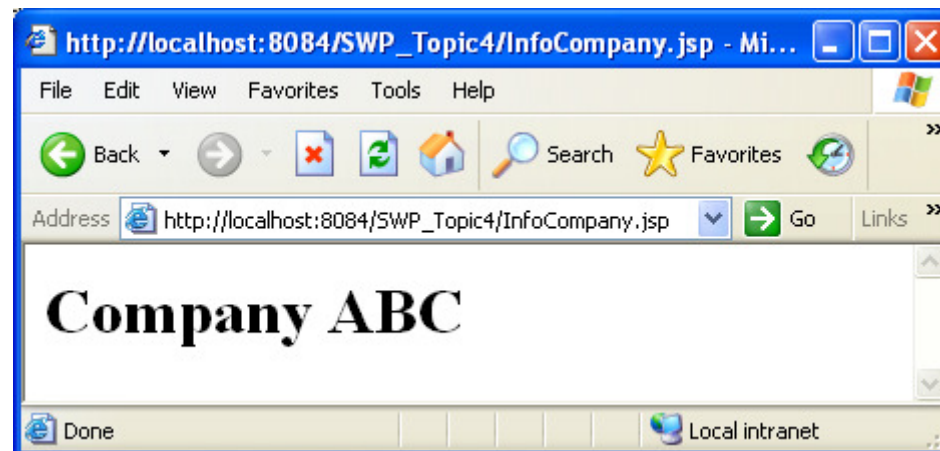 http://localhost:8084/SWP_Topic4/InfoCompany.jsp - Mi...
File Edit View Favorites Tools Help
Back Search Favorites »
Address http://localhost:8084/SWP_Topic4/InfoCompany.jsp Go Links »
Company ABC
Done Local intranet